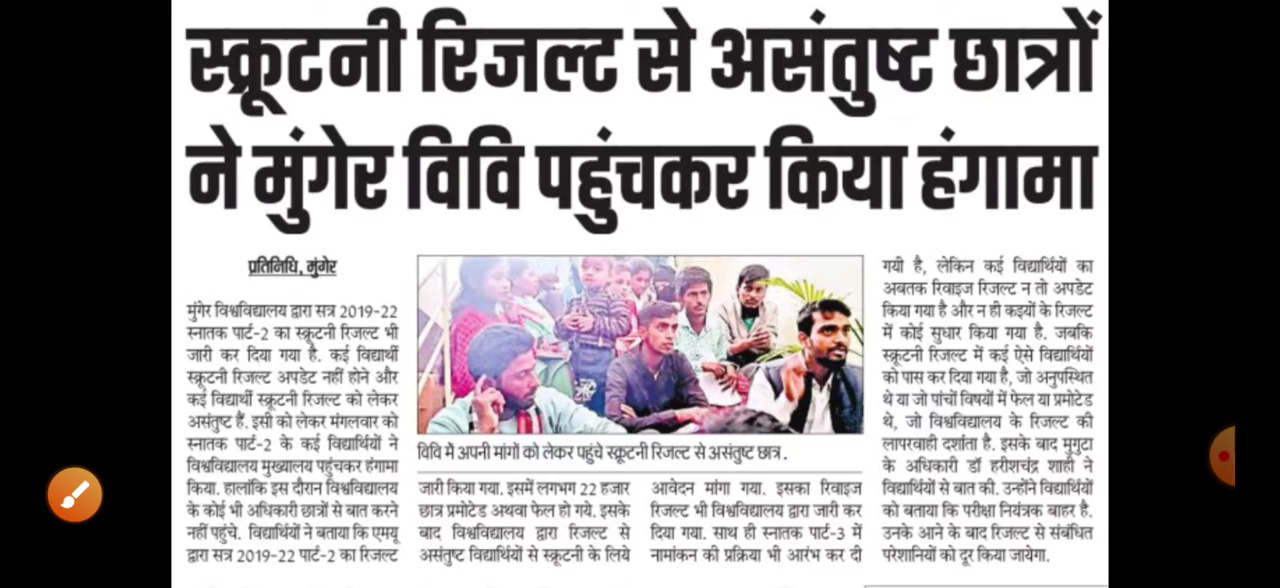 स्क्रूटनी रिजल्ट से असंतुष्ट छात्रों
ने मुंगेर विवि पहुंचकर किया हंगामा
प्रतिनिधि, मुंगेर
मुंगेर विश्वविद्यालय द्वारा सत्र 2019-22
स्नातक पार्ट-2 का स्क्रूटनी रिजल्ट भी
जारी कर दिया गया है. कई विद्यार्थी
स्क्रूटनी रिजल्ट अपडेट नहीं होने और
कई विद्यार्थी स्क्रूटनी रिजल्ट को लेकर
असंतुष्ट हैं. इसी को लेकर मंगलवार को
स्नातक पार्ट-2 के कई विद्यार्थियों ने
विश्वविद्यालय मुख्यालय पहुंचकर हंगामा
किया. हालांकि इस दौरान विश्वविद्यालय
के कोई भी अधिकारी छात्रों से बात करने
नहीं पहुंचे. विद्यार्थियों ने बताया कि एमयू
द्वारा सत्र 2019-22 पार्ट-2 का रिजल्ट
विवि में अपनी मांगों को लेकर पहुंचे स्क्रूटनी रिजल्ट से असंतुष्ट छात्र.
जारी किया गया. इसमें लगभग 22 हजार
छात्र प्रमोटेड अथवा फेल हो गये. इसके
बाद विश्वविद्यालय द्वारा रिजल्ट से
असंतुष्ट विद्यार्थियों से स्क्रूटनी के लिये
आवेदन मांगा गया. इसका रिवाइज
रिजल्ट भी विश्वविद्यालय द्वारा जारी कर
दिया गया. साथ ही स्नातक पार्ट-3 में
नामांकन की प्रक्रिया भी आरंभ कर दी
गयी है, लेकिन कई विद्यार्थियों का
अबतक रिवाइज रिजल्ट न तो अपडेट
किया गया है और न ही कइयों के रिजल्ट
में कोई सुधार किया गया है. जबकि
स्क्रूटनी रिजल्ट में कई ऐसे विद्यार्थियों
को पास कर दिया गया है, जो अनुपस्थित
थे या जो पांचों विषयों में फेल या प्रमोटेड
थे, जो विश्वविद्यालय के रिजल्ट की
लापरवाही दर्शाता है. इसके बाद मुगुटा
के अधिकारी डॉ हरीशचंद्र शाही ने
विद्यार्थियों से बात की. उन्होंने विद्यार्थियों
को बताया कि परीक्षा नियंत्रक बाहर है.
उनके आने के बाद रिजल्ट से संबंधित
परेशानियों को दूर किया जायेगा.